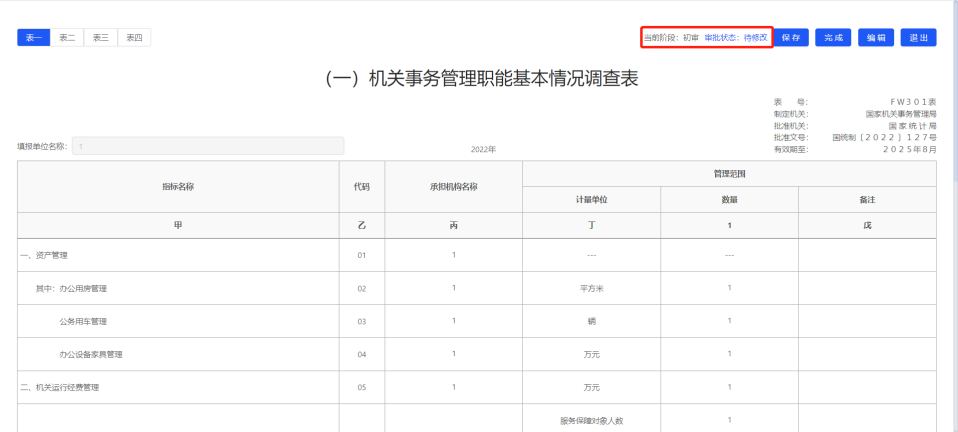 表一 表二 表三 表四 当前阶段：初审 审批状态：待修改 保存 完成 编辑 退出
（一）机关事务管理职能基本情况调查表
表 号： FW301表
制定机关： 国家机关事务管理局
批准机关： 国家统计局
批准文号： 国统制〔2022〕127号
有效期至： 2025年8月
填报单位名称： 1 2022年
指标名称 代码 承担机构名称 管理范围
计量单位 数量 备注
甲 乙 丙 丁 1 戊
一、资产管理 01 1 --- ---
其中：办公用房管理 02 1 平方米 1
公务用车管理 03 1 辆 1
办公设备家具管理 04 1 万元 1
二、机关运行经费管理 05 1 万元 1
服务保障对象人数 1